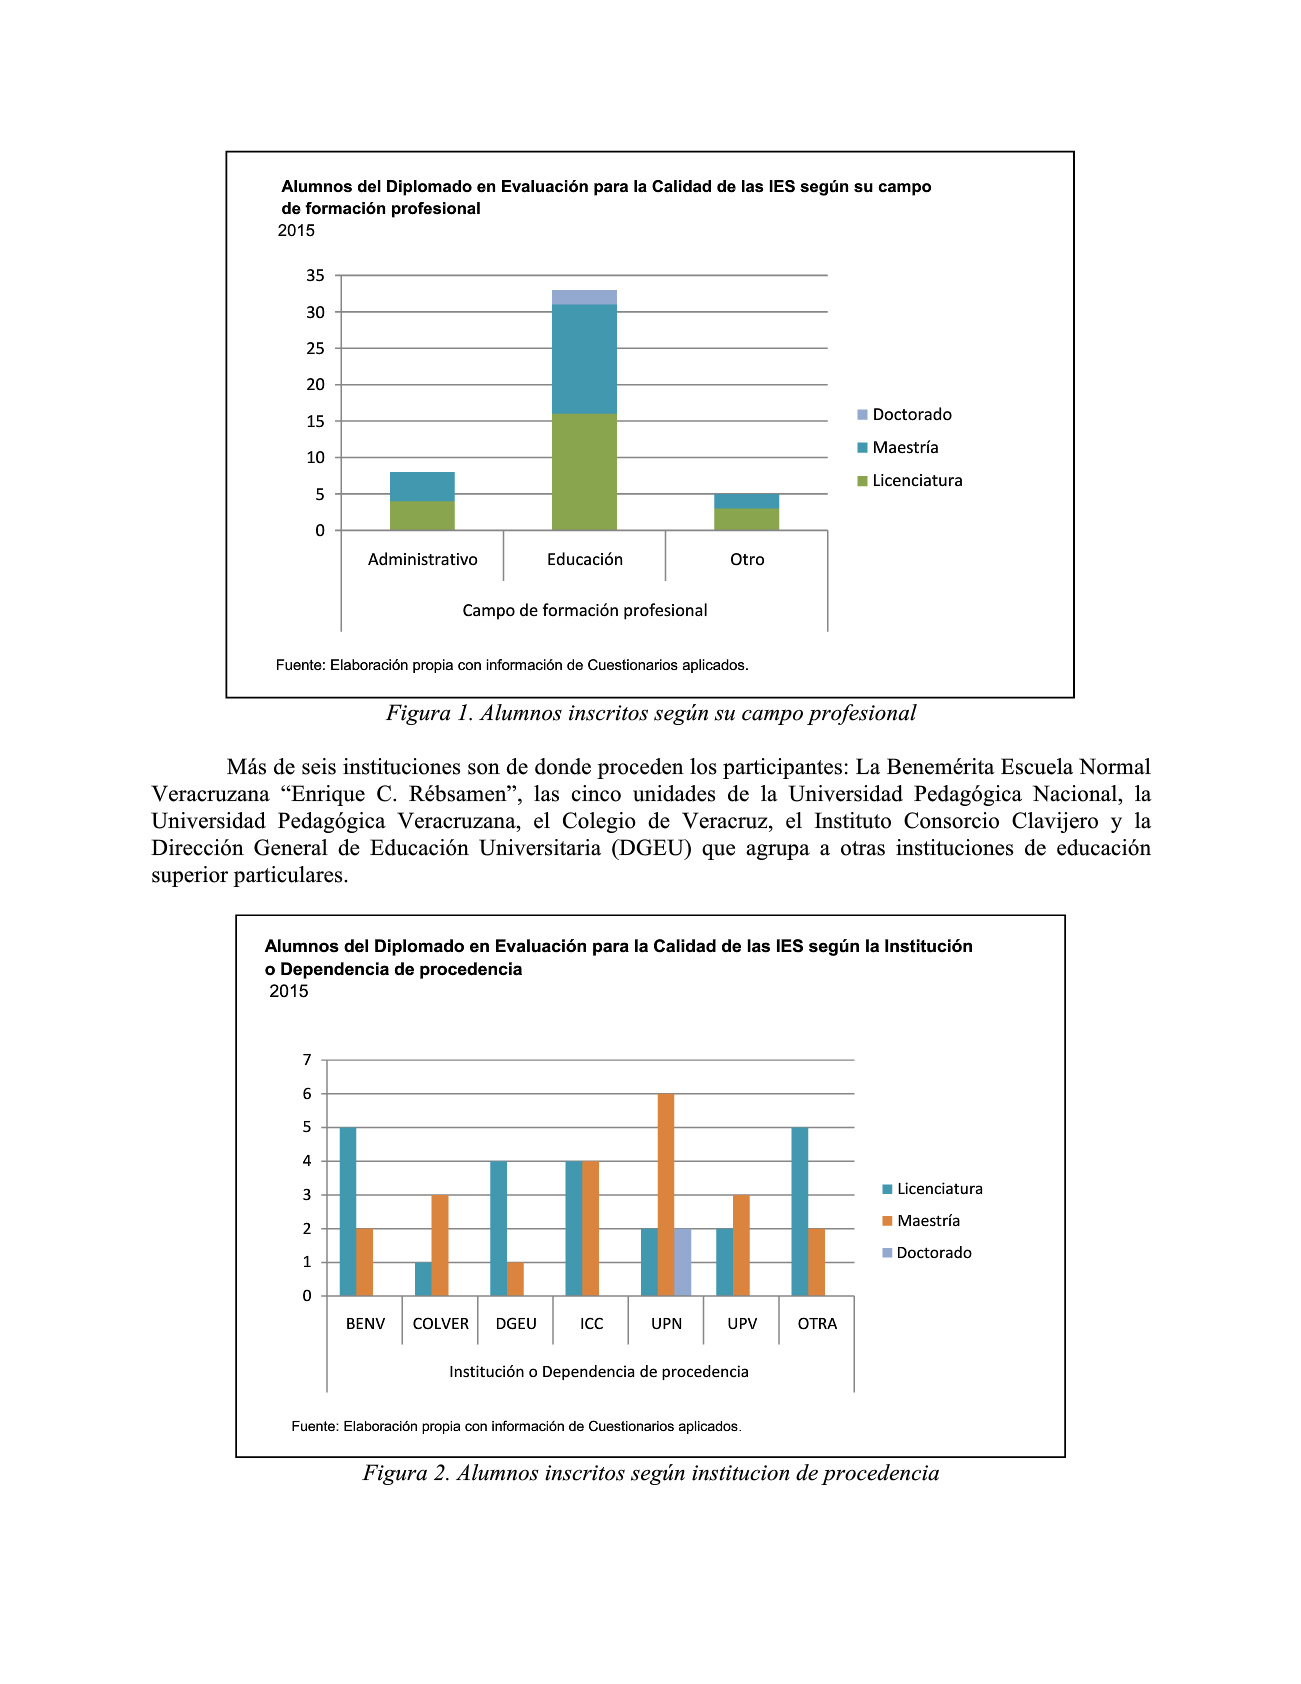 Alumnos del Diplomado en Evaluación para la Calidad de las IES según su campo
de formación profesional
2015
35
30
25
20
15
10
5
0
Doctorado
Maestría
Licenciatura
Administrativo Educación Otro
Campo de formación profesional
Fuente: Elaboración propia con información de Cuestionarios aplicados.
Figura 1. Alumnos inscritos según su campo profesional
Más de seis instituciones son de donde proceden los participantes: La Benemérita Escuela Normal
Veracruzana “Enrique C. Rébsamen”, las cinco unidades de la Universidad Pedagógica Nacional, la
Universidad Pedagógica Veracruzana, el Colegio de Veracruz, el Instituto Consorcio Clavijero y la
Dirección General de Educación Universitaria (DGEU) que agrupa a otras instituciones de educación
superior particulares.
Alumnos del Diplomado en Evaluación para la Calidad de las IES según la Institución
o Dependencia de procedencia
2015
7
6
5
4
3
2
1
0
Licenciatura
Maestría
Doctorado
BENV COLVER DGEU ICC UPN UPV OTRA
Institución o Dependencia de procedencia
Fuente: Elaboración propia con información de Cuestionarios aplicados.
Figura 2. Alumnos inscritos según institucion de procedencia